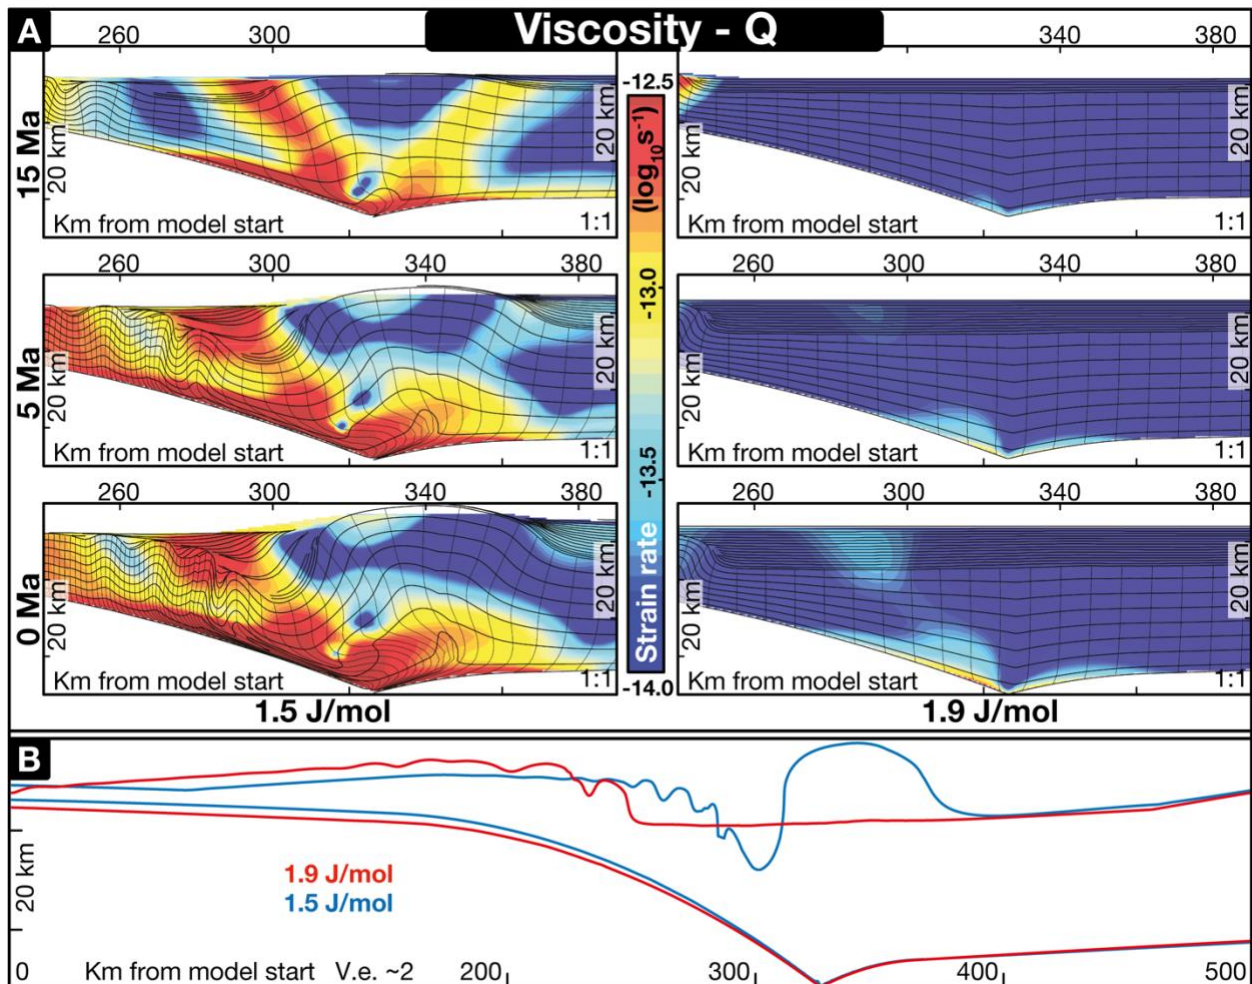 A
Viscosity - Q
260 300 340 380
15 Ma
20 km
20 km
20 km
20 km
Km from model start 1:1
Km from model start 1:1
-12.5
(log10s-1)
-13.0
-13.5
Strain rate
-14.0
260 300 340 380
260 300 340 380
5 Ma
20 km
20 km
20 km
20 km
Km from model start 1:1
Km from model start 1:1
260 300 340 380
260 300 340 380
0 Ma
20 km
20 km
20 km
20 km
Km from model start 1:1
Km from model start 1:1
1.5 J/mol
1.9 J/mol
B
20 km
1.9 J/mol
1.5 J/mol
0 Km from model start V.e. ~2 200 300 400 500